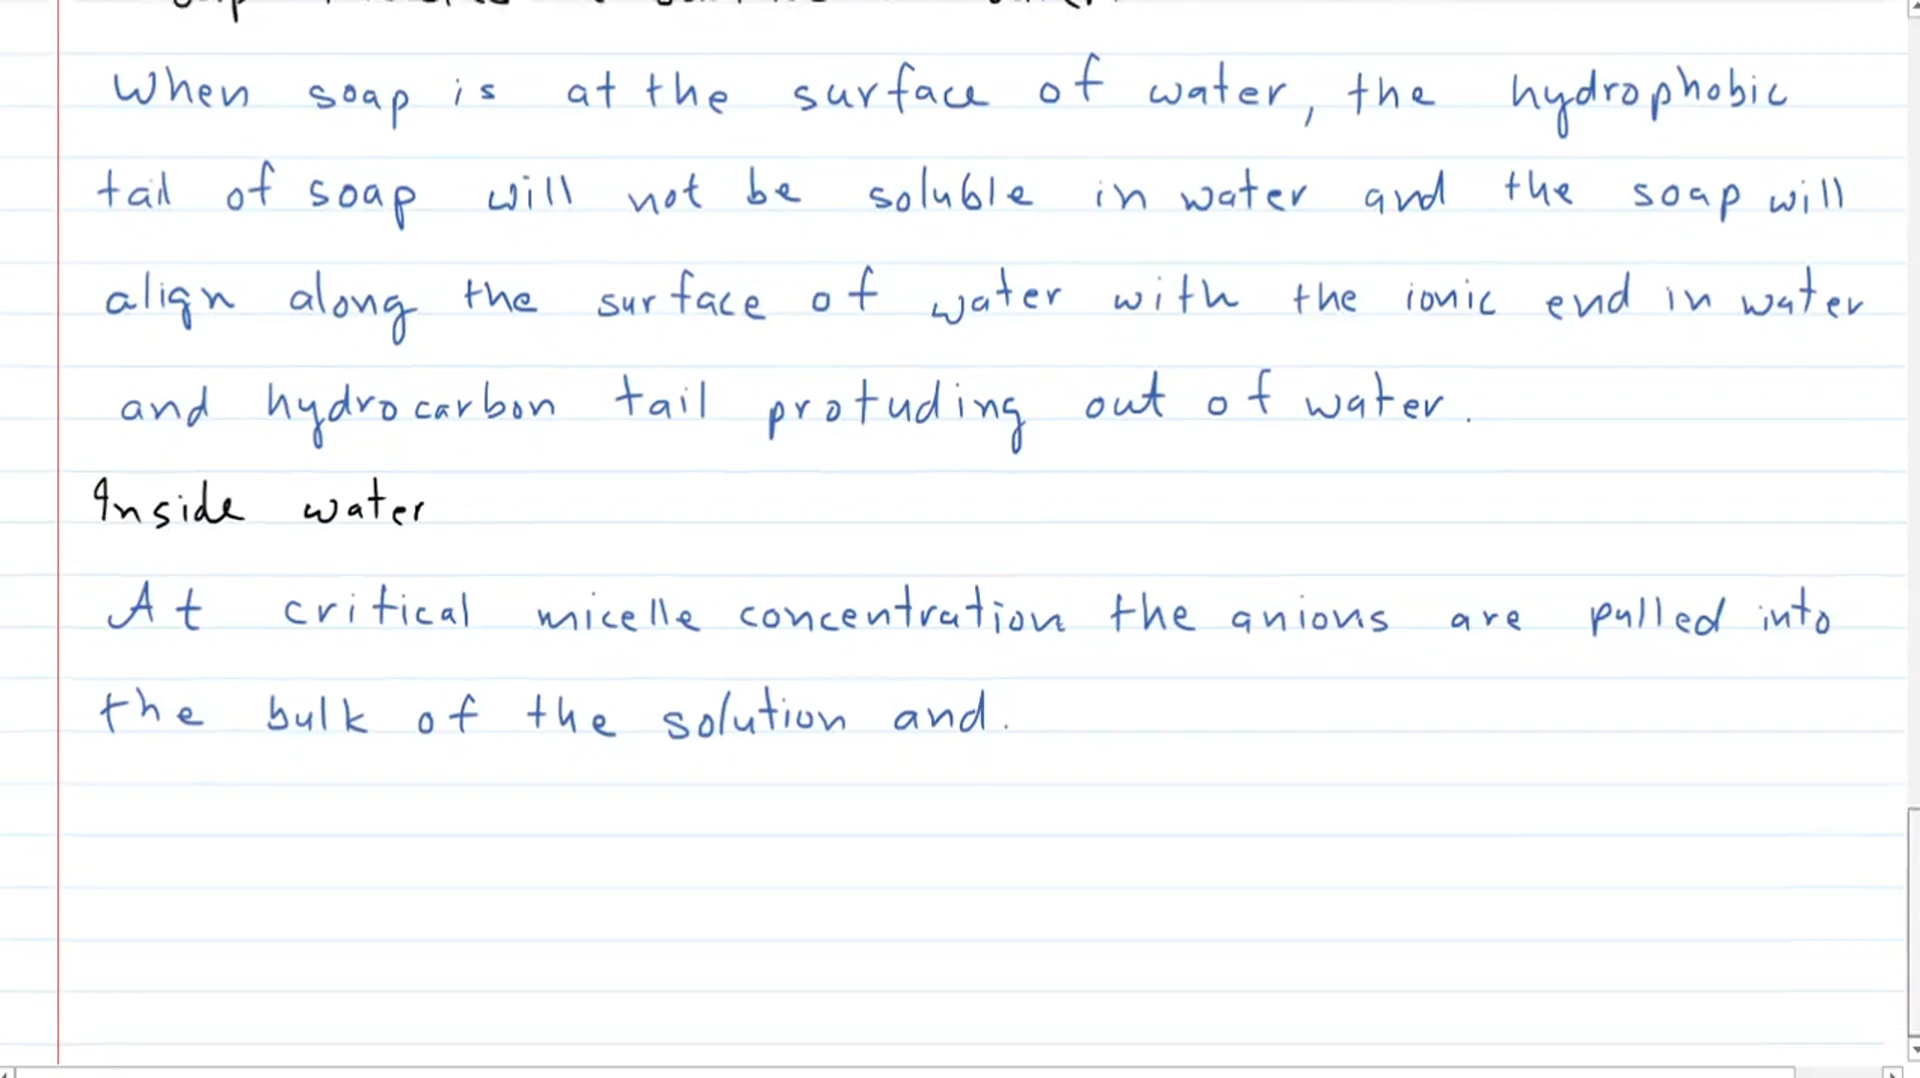 When soap is at the surface of water, the hydrophobic
tail of soap will not be soluble in water and the soap will
align along the surface of water with the ionic end in water
and hydrocarbon tail protuding out of water.
Inside water
At critical micelle concentration the anions are pulled into
the bulk of the solution and.